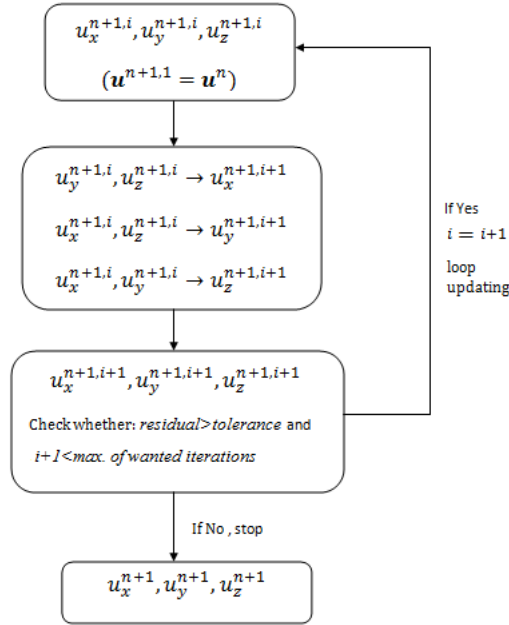 u_x^{n+1,i}, u_y^{n+1,i}, u_z^{n+1,i}
(u^{n+1,1} = u^n)
u_y^{n+1,i}, u_z^{n+1,i} → u_x^{n+1,i+1}
u_x^{n+1,i}, u_z^{n+1,i} → u_y^{n+1,i+1}
u_x^{n+1,i}, u_y^{n+1,i} → u_z^{n+1,i+1}
If Yes
i = i+1
loop
updating
u_x^{n+1,i+1}, u_y^{n+1,i+1}, u_z^{n+1,i+1}
Check whether: residual>tolerance and
i+1<max. of wanted iterations
If No , stop
u_x^{n+1}, u_y^{n+1}, u_z^{n+1}